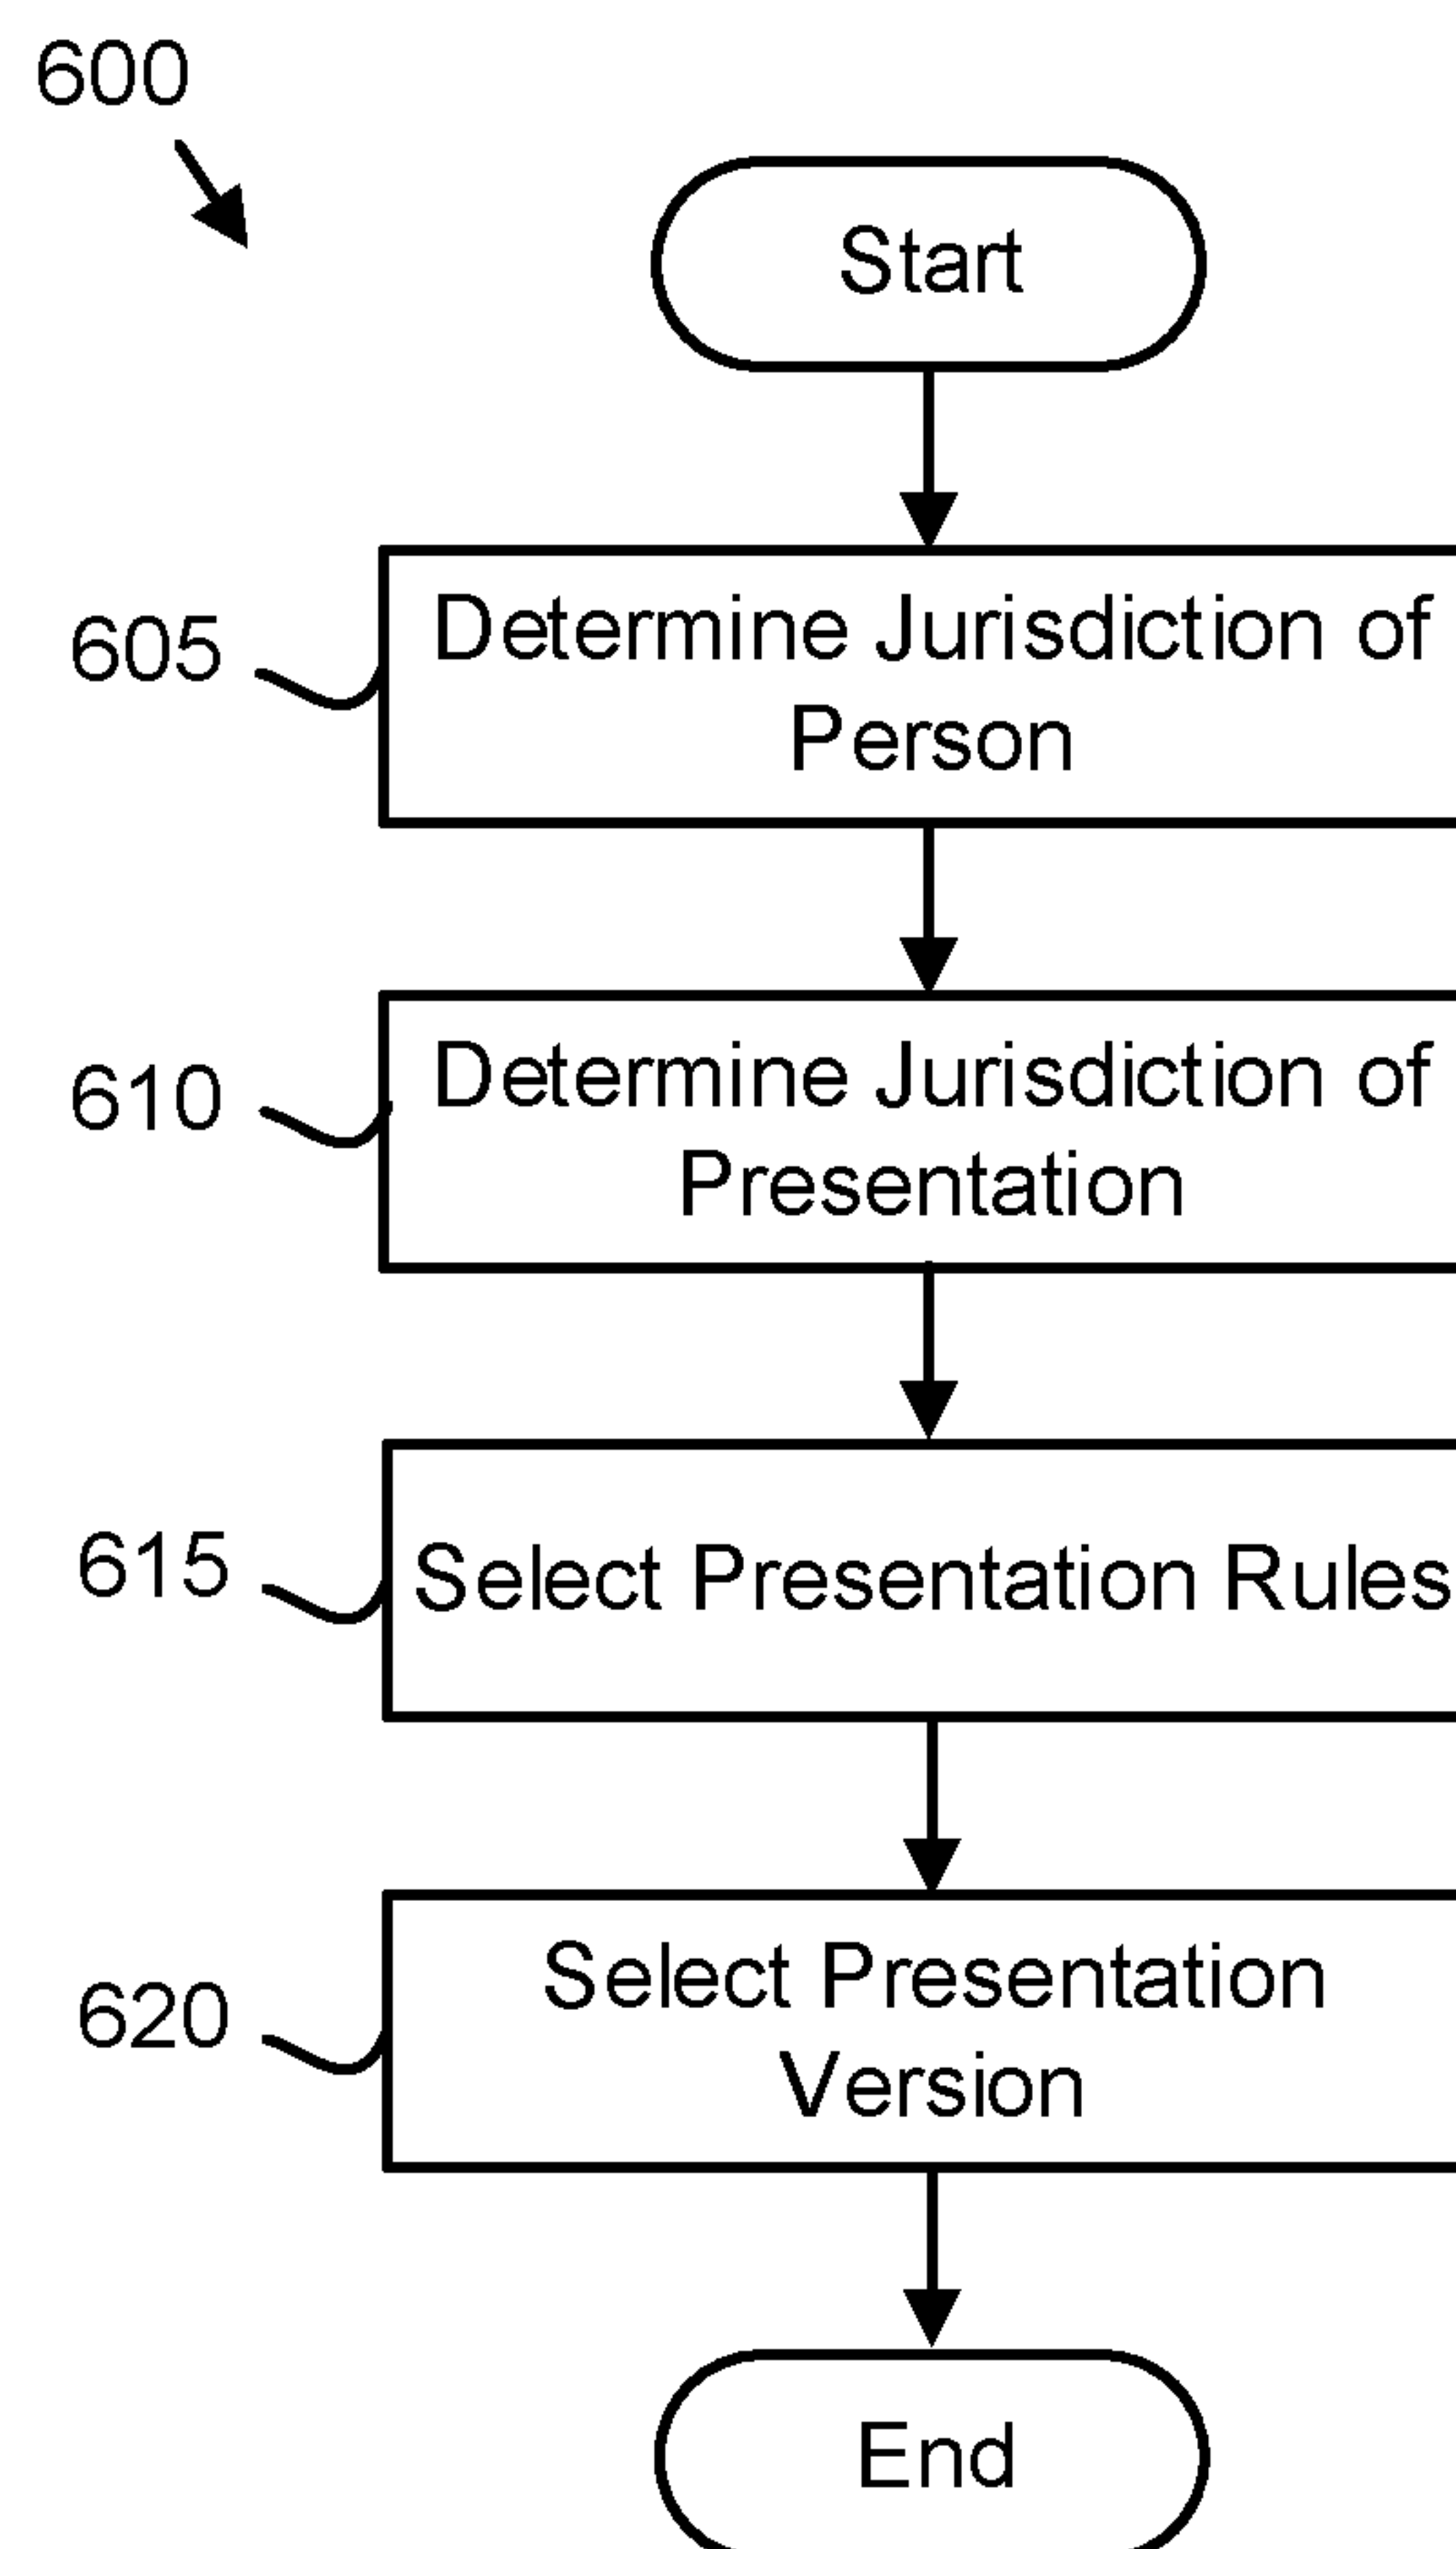 600
Start
605
Determine Jurisdiction of
Person
610
Determine Jurisdiction of
Presentation
615
Select Presentation Rules
620
Select Presentation
Version
End